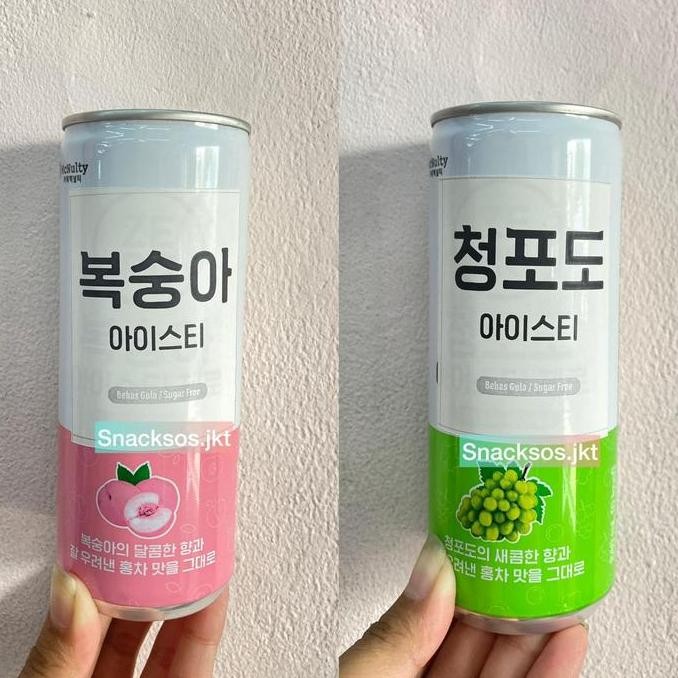 McNulty
복숭아
아이스티
Bebas Gula / Sugar Free
Snacksos.jkt
복숭아의 달콤한 향과
잘 우려낸 홍차 맛을 그대로
McNulty
청포도
아이스티
Bebas Gula / Sugar Free
Snacksos.jkt
청포도의 새콤한 향과
우려낸 홍차 맛을 그대로